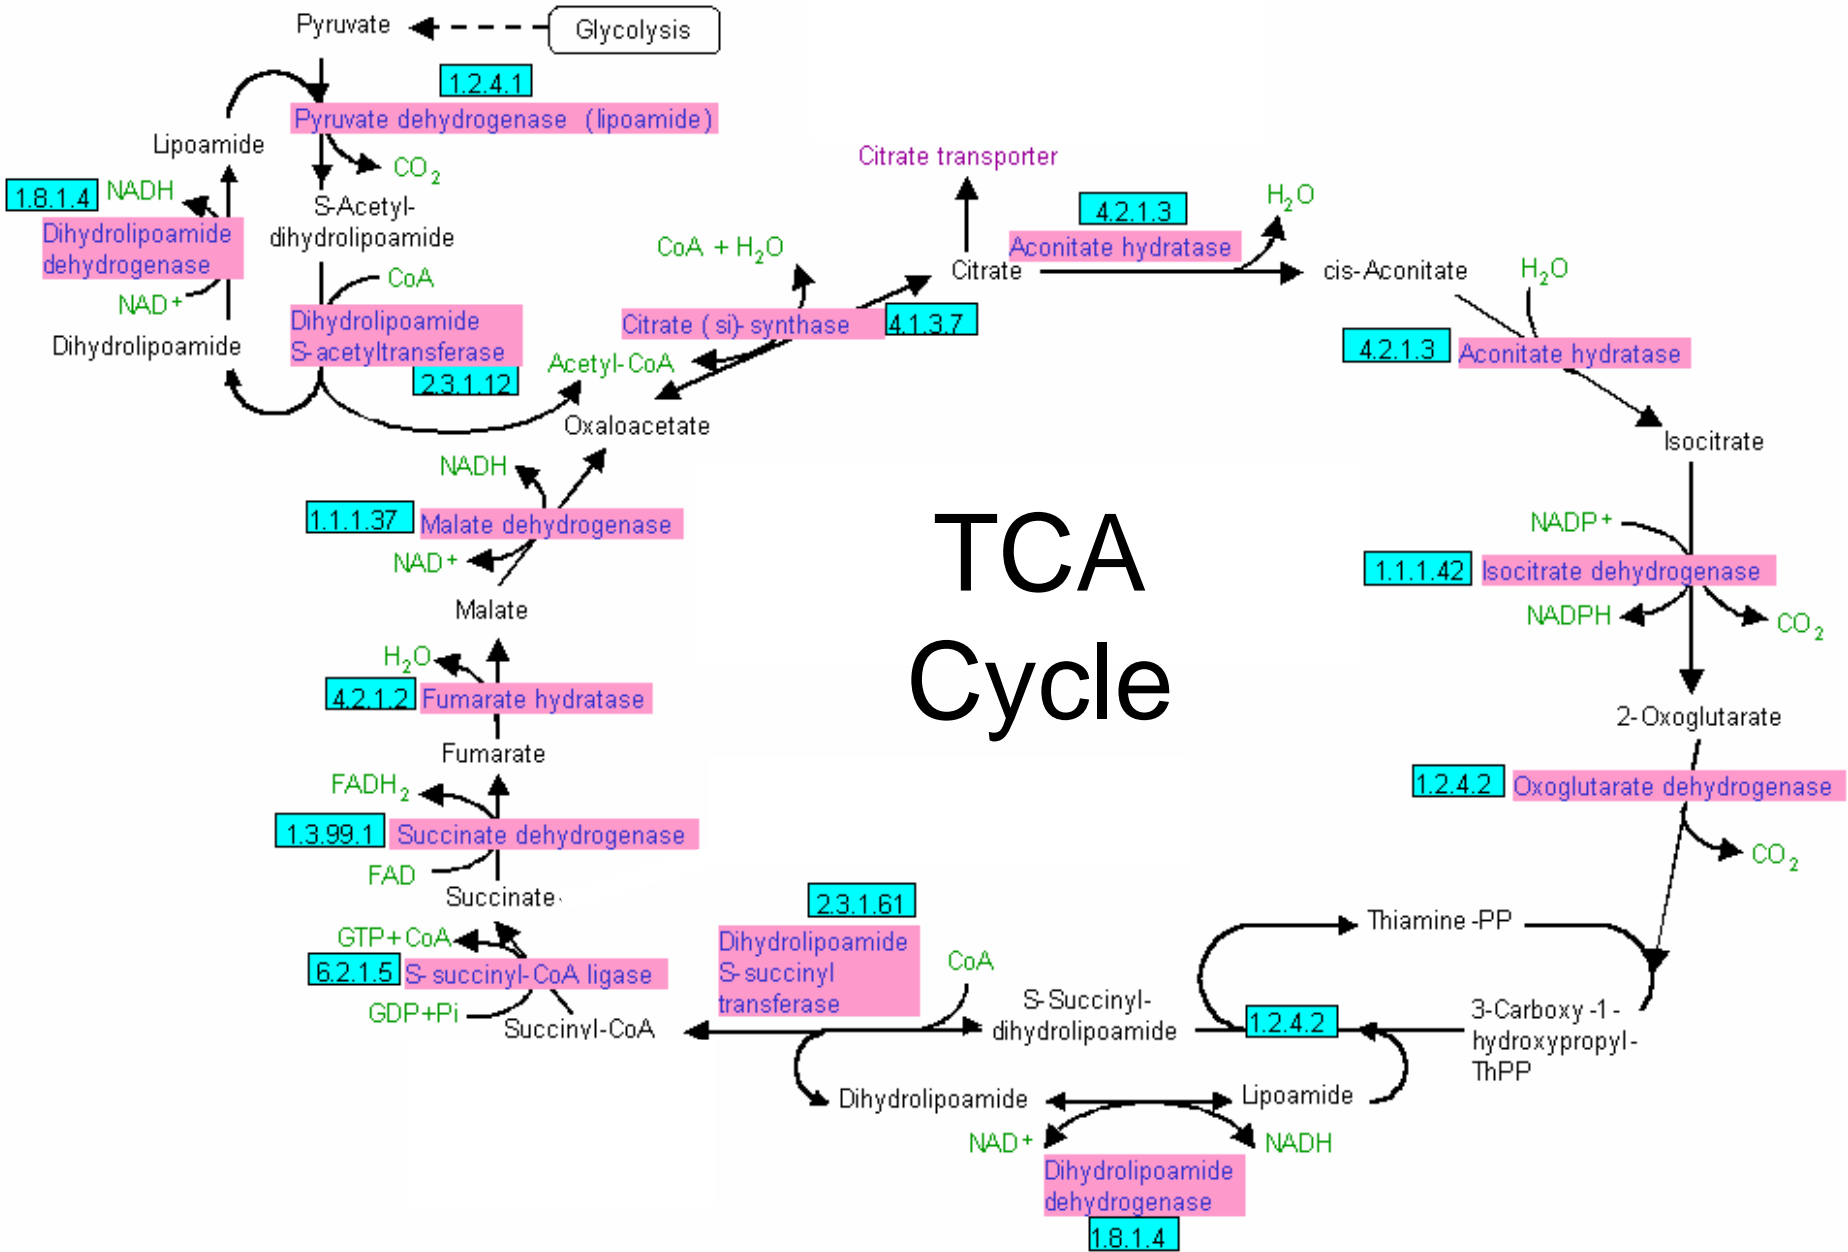 Pyruvate
Glycolysis
1.2.4.1
Pyruvate dehydrogenase (lipoamide)
Lipoamide
CO2
1.8.1.4
NADH
Dihydrolipoamide
dehydrogenase
NAD+
Dihydrolipoamide
S-Acetyl-
dihydrolipoamide
CoA
Dihydrolipoamide
S-acetyltransferase
2.3.1.12
Citrate transporter
CoA + H2O
Citrate (si)-synthase
4.1.3.7
Acetyl-CoA
Oxaloacetate
Citrate
4.2.1.3
Aconitate hydratase
H2O
cis-Aconitate
H2O
4.2.1.3
Aconitate hydratase
Isocitrate
NADP+
1.1.1.42
Isocitrate dehydrogenase
NADPH
CO2
2-Oxoglutarate
1.2.4.2
Oxoglutarate dehydrogenase
CO2
TCA
Cycle
NADH
1.1.1.37
Malate dehydrogenase
NAD+
Malate
H2O
4.2.1.2
Fumarate hydratase
Fumarate
FADH2
1.3.99.1
Succinate dehydrogenase
FAD
Succinate
GTP+CoA
6.2.1.5
S-succinyl-CoA ligase
GDP+Pi
Succinyl-CoA
2.3.1.61
Dihydrolipoamide
S-succinyl
transferase
CoA
S-Succinyl-
dihydrolipoamide
Thiamine-PP
1.2.4.2
3-Carboxy-1-
hydroxypropyl-
ThPP
Dihydrolipoamide
Lipoamide
NAD+
NADH
Dihydrolipoamide
dehydrogenase
1.8.1.4